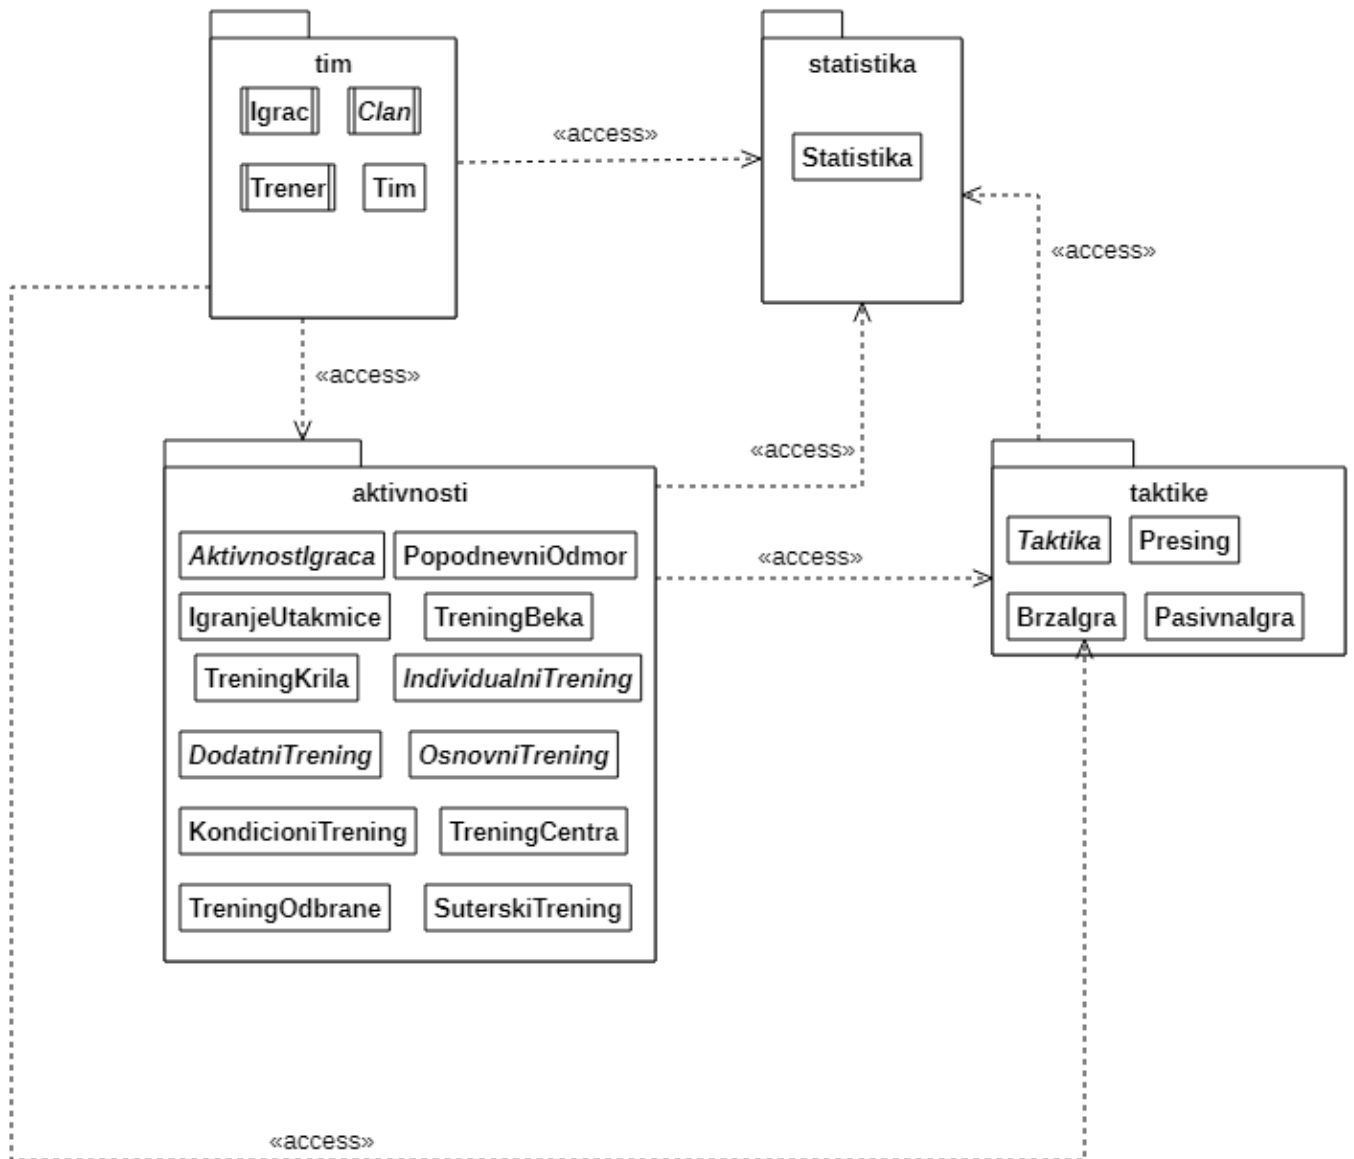 tim
Igrac
Clan
Trener
Tim
«access»
statistika
Statistika
«access»
«access»
«access»
aktivnosti
AktivnostIgraca
PopodnevniOdmor
IgranjeUtakmice
TreningBeka
TreningKrila
IndividualniTrening
DodatniTrening
OsnovniTrening
KondicioniTrening
TreningCentra
TreningOdbrane
SuterskiTrening
«access»
taktike
Taktika
Presing
BrzaIgra
PasivnaIgra
«access»